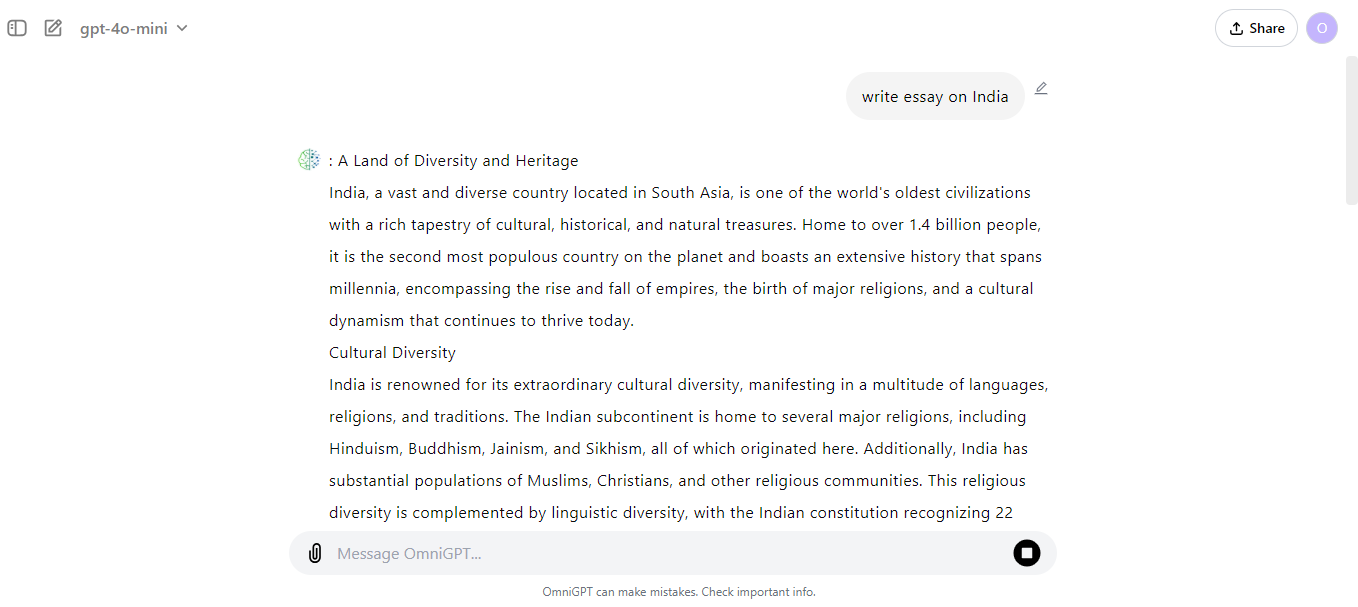 gpt-4o-mini
Share
O
write essay on India
: A Land of Diversity and Heritage
India, a vast and diverse country located in South Asia, is one of the world's oldest civilizations
with a rich tapestry of cultural, historical, and natural treasures. Home to over 1.4 billion people,
it is the second most populous country on the planet and boasts an extensive history that spans
millennia, encompassing the rise and fall of empires, the birth of major religions, and a cultural
dynamism that continues to thrive today.
Cultural Diversity
India is renowned for its extraordinary cultural diversity, manifesting in a multitude of languages,
religions, and traditions. The Indian subcontinent is home to several major religions, including
Hinduism, Buddhism, Jainism, and Sikhism, all of which originated here. Additionally, India has
substantial populations of Muslims, Christians, and other religious communities. This religious
diversity is complemented by linguistic diversity, with the Indian constitution recognizing 22
Message OmniGPT...
OmniGPT can make mistakes. Check important info.